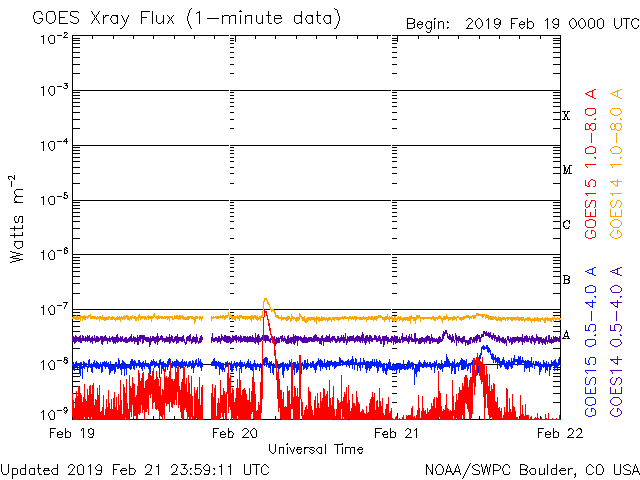 GOES Xray Flux (1-minute data)
Begin: 2019 Feb 19 0000 UTC
10-2
10-3
10-4
10-5
10-6
10-7
10-8
10-9
Watts m-2
X
M
C
B
A
GOES15 1.0-8.0 A
GOES14 1.0-8.0 A
GOES15 0.5-4.0 A
GOES14 0.5-4.0 A
Feb 19
Feb 20
Feb 21
Feb 22
Universal Time
Updated 2019 Feb 21 23:59:11 UTC
NOAA/SWPC Boulder, CO USA